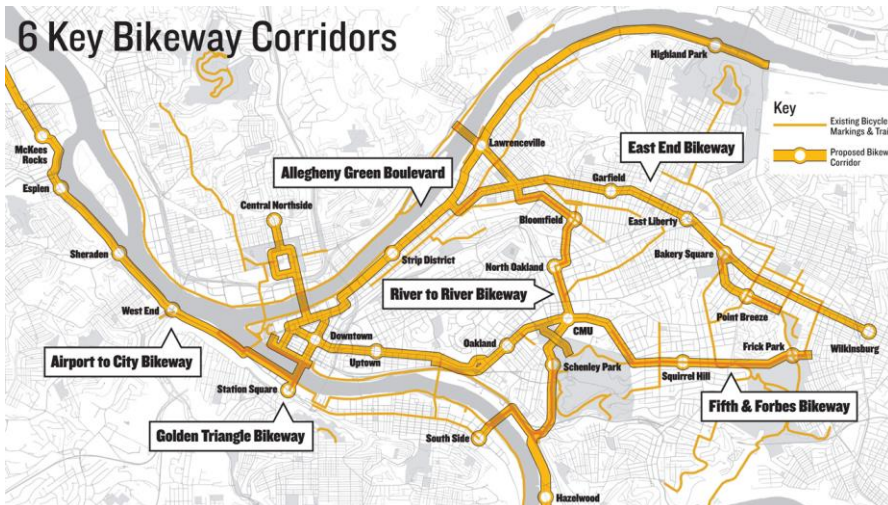 6 Key Bikeway Corridors
Highland Park
Key
Existing Bicycle
Markings & Trai
Proposed Bikew
Corridor
McKees
Rocks
Lawrenceville
East End Bikeway
Allegheny Green Boulevard
Esplen
Garfield
Central Northside
Bloomfield
East Liberty
Sheraden
Strip District
North Oakland
Bakery Square
River to River Bikeway
West End
Point Breeze
Downtown
Oakland
CMU
Wilkinsburg
Airport to City Bikeway
Uptown
Frick Park
Schenley Park
Squirrel Hill
Station Square
Fifth & Forbes Bikeway
Golden Triangle Bikeway
South Side
Hazelwood